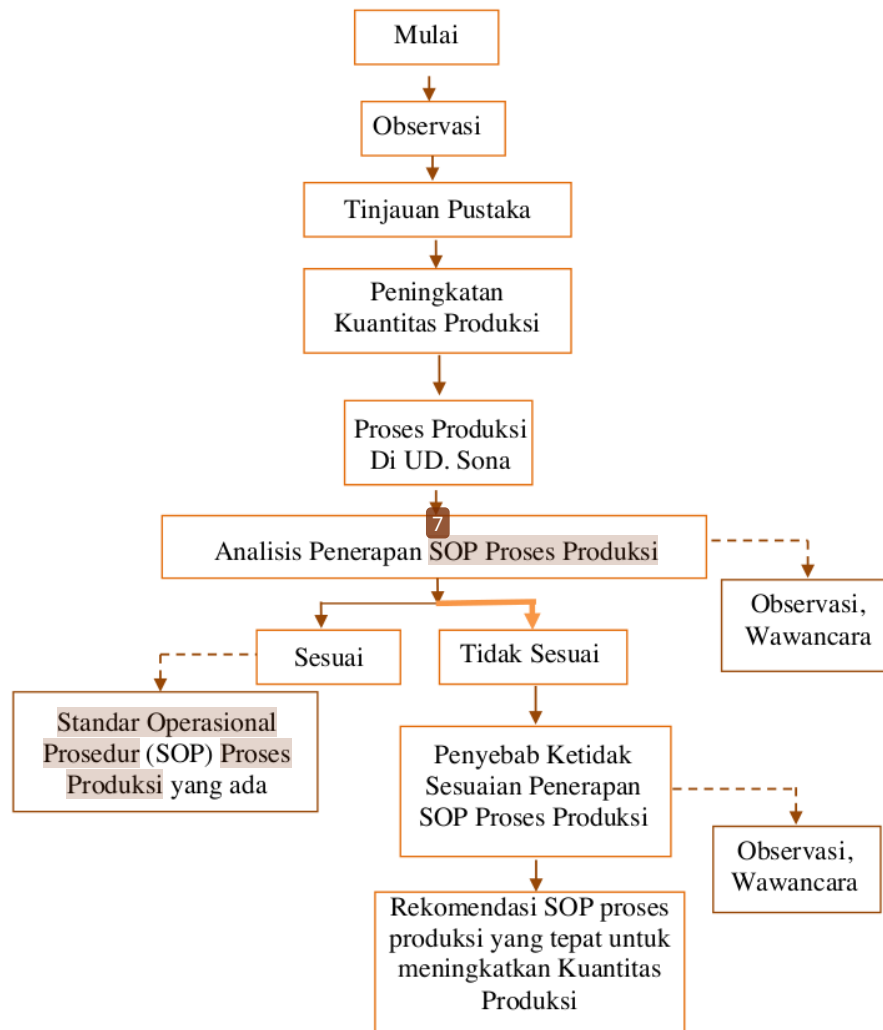 Mulai
Observasi
Tinjauan Pustaka
Peningkatan
Kuantitas Produksi
Proses Produksi
Di UD. Sona
7
Analisis Penerapan SOP Proses Produksi
Observasi,
Wawancara
Sesuai
Tidak Sesuai
Standar Operasional
Prosedur (SOP) Proses
Produksi yang ada
Penyebab Ketidak
Sesuaian Penerapan
SOP Proses Produksi
Observasi,
Wawancara
Rekomendasi SOP proses
produksi yang tepat untuk
meningkatkan Kuantitas
Produksi